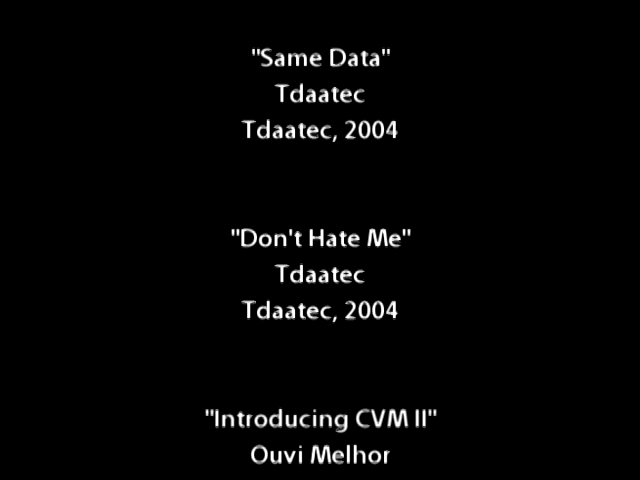 "Same Data"
Tdaatec
Tdaatec, 2004
"Don't Hate Me"
Tdaatec
Tdaatec, 2004
"Introducing CVM II"
Ouvi Melhor